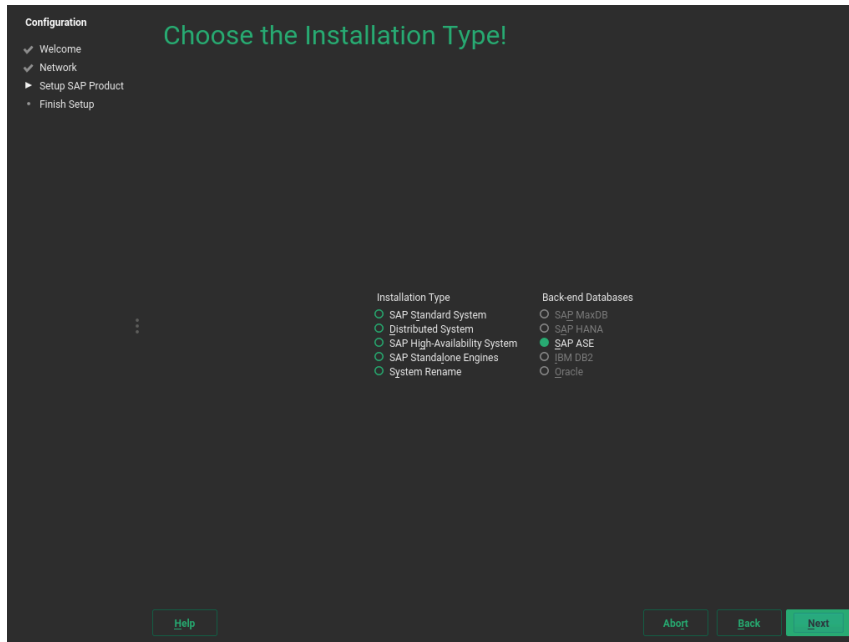 Configuration
Welcome
Network
Setup SAP Product
Finish Setup
Choose the Installation Type!
Installation Type
SAP Standard System
Distributed System
SAP High-Availability System
SAP Standalone Engines
System Rename
Back-end Databases
SAP MaxDB
SAP HANA
SAP ASE
IBM DB2
Oracle
Help
Abort
Back
Next